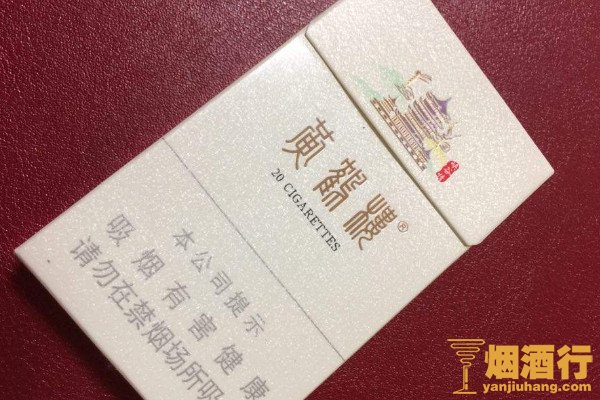 黄鹤楼®
20 CIGARETTES
本公司提示
吸烟有害健康
请勿在禁烟场所吸
烟酒行
yanjiuhang.com